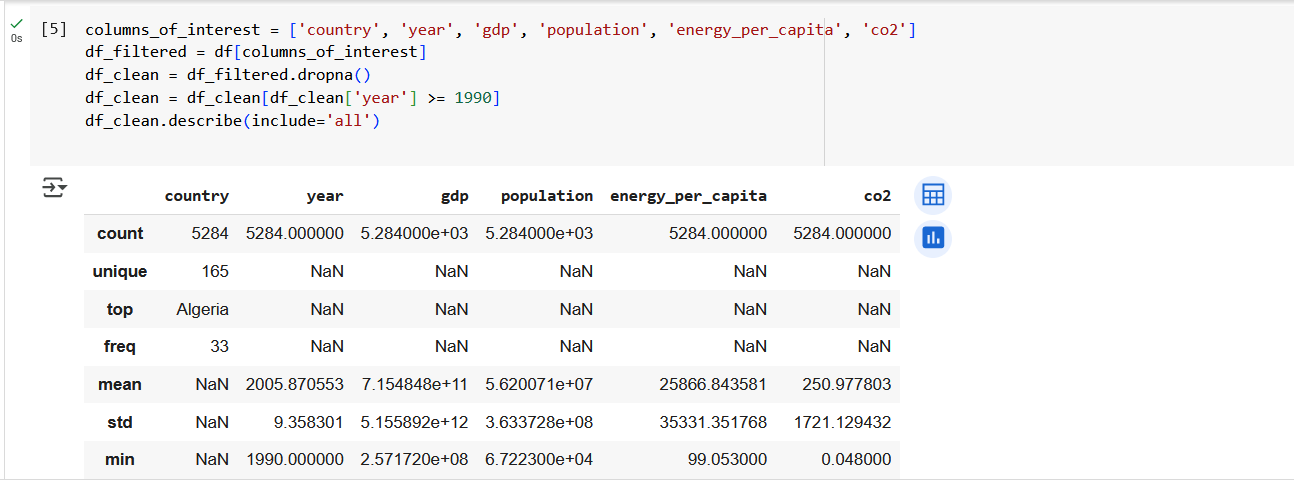 [5] columns_of_interest = ['country', 'year', 'gdp', 'population', 'energy_per_capita', 'co2']
0s
df_filtered = df[columns_of_interest]
df_clean = df_filtered.dropna()
df_clean = df_clean[df_clean['year'] >= 1990]
df_clean.describe(include='all')
country year gdp population energy_per_capita co2
count 5284 5284.000000 5.284000e+03 5.284000e+03 5284.000000 5284.000000
unique 165 NaN NaN NaN NaN NaN
top Algeria NaN NaN NaN NaN NaN
freq 33 NaN NaN NaN NaN NaN
mean NaN 2005.870553 7.154848e+11 5.620071e+07 25866.843581 250.977803
std NaN 9.358301 5.155892e+12 3.633728e+08 35331.351768 1721.129432
min NaN 1990.000000 2.571720e+08 6.722300e+04 99.053000 0.048000